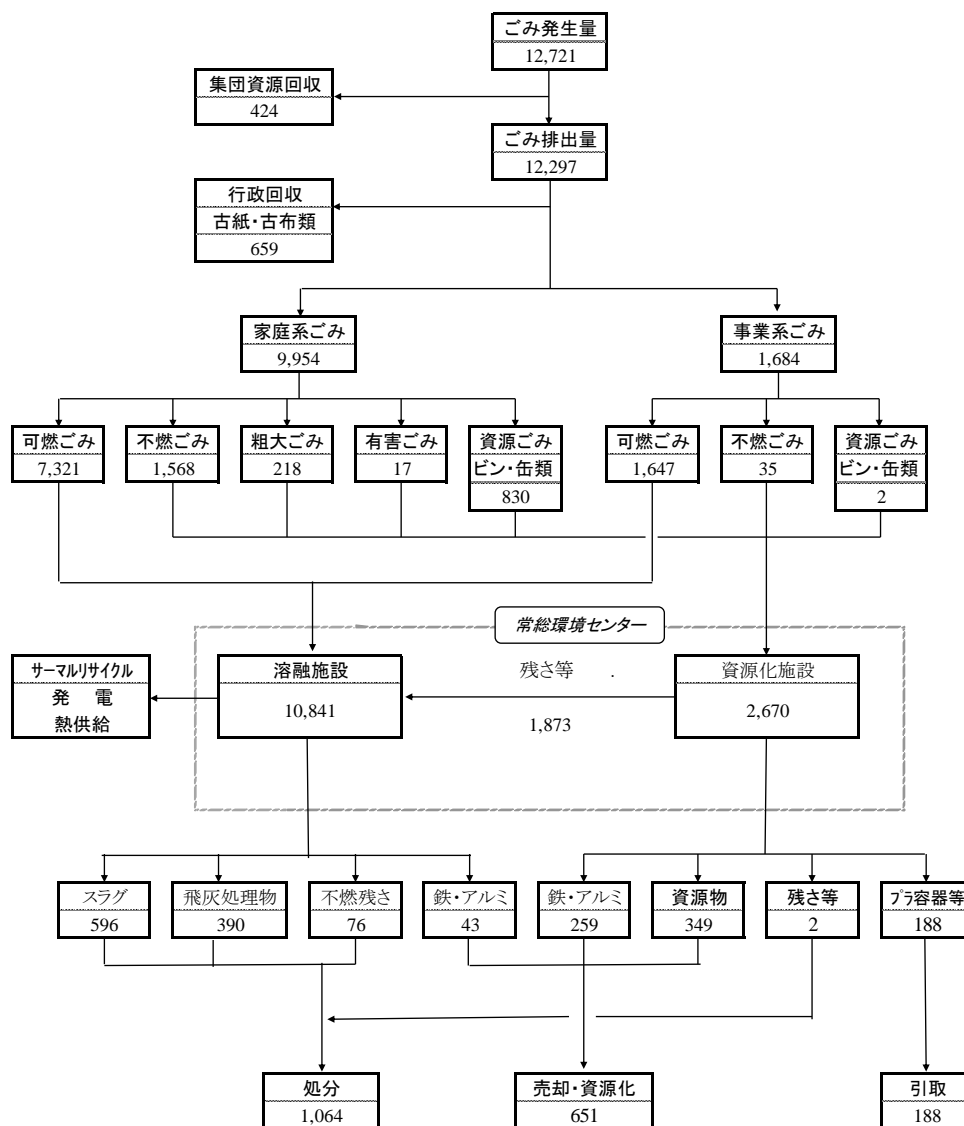 ごみ発生量
12,721
集団資源回収
424
ごみ排出量
12,297
行政回収
古紙・古布類
659
家庭系ごみ
9,954
事業系ごみ
1,684
可燃ごみ
7,321
不燃ごみ
1,568
粗大ごみ
218
有害ごみ
17
資源ごみ
ビン・缶類
830
可燃ごみ
1,647
不燃ごみ
35
資源ごみ
ビン・缶類
2
常総環境センター
サーマルリサイクル
発 電
熱供給
溶融施設
10,841
残さ等 .
1,873
資源化施設
2,670
スラグ
596
飛灰処理物
390
不燃残さ
76
鉄・アルミ
43
鉄・アルミ
259
資源物
349
残さ等
2
プラ容器等
188
処分
1,064
売却・資源化
651
引取
188